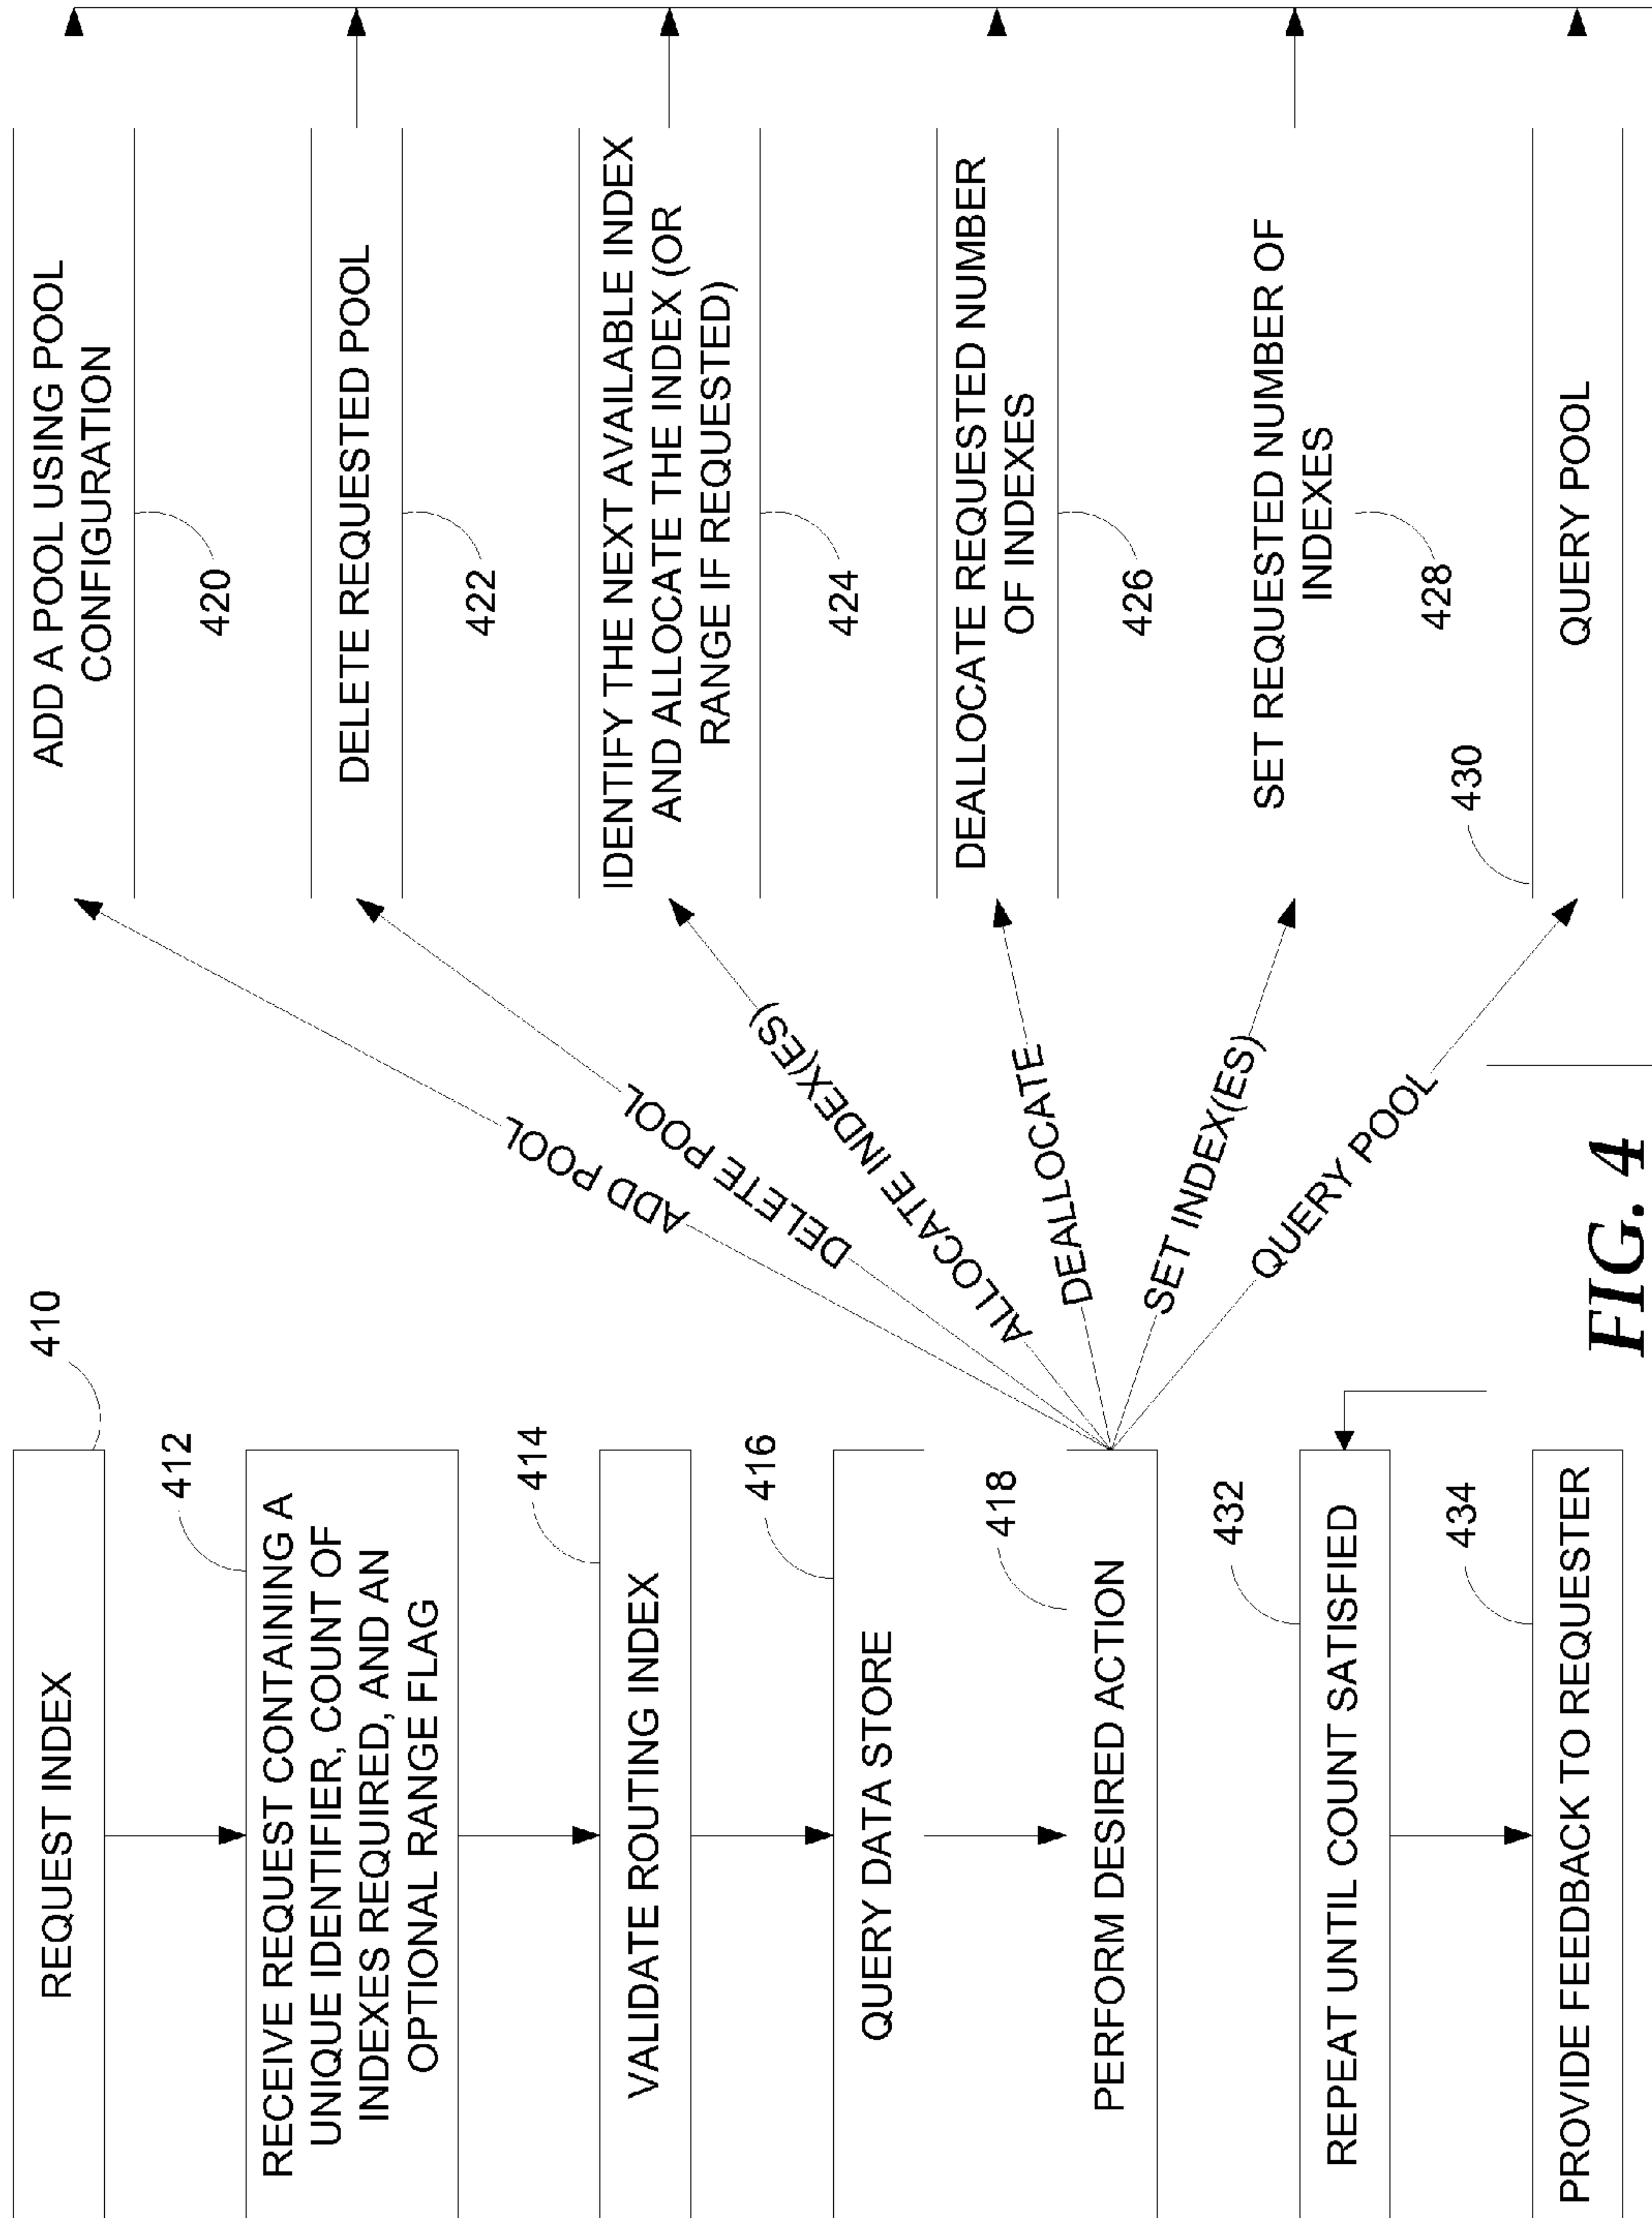 REQUEST INDEX
410
412
RECEIVE REQUEST CONTAINING A
UNIQUE IDENTIFIER, COUNT OF
INDEXES REQUIRED, AND AN
OPTIONAL RANGE FLAG
414
VALIDATE ROUTING INDEX
416
QUERY DATA STORE
418
PERFORM DESIRED ACTION
432
REPEAT UNTIL COUNT SATISFIED
434
PROVIDE FEEDBACK TO REQUESTER
ADD POOL
DELETE POOL
ALLOCATE INDEX(ES)
DEALLOCATE
SET INDEX(ES)
QUERY POOL
ADD A POOL USING POOL
CONFIGURATION
420
DELETE REQUESTED POOL
422
IDENTIFY THE NEXT AVAILABLE INDEX
AND ALLOCATE THE INDEX (OR
RANGE IF REQUESTED)
424
DEALLOCATE REQUESTED NUMBER
OF INDEXES
426
SET REQUESTED NUMBER OF
INDEXES
428
430
QUERY POOL
FIG. 4